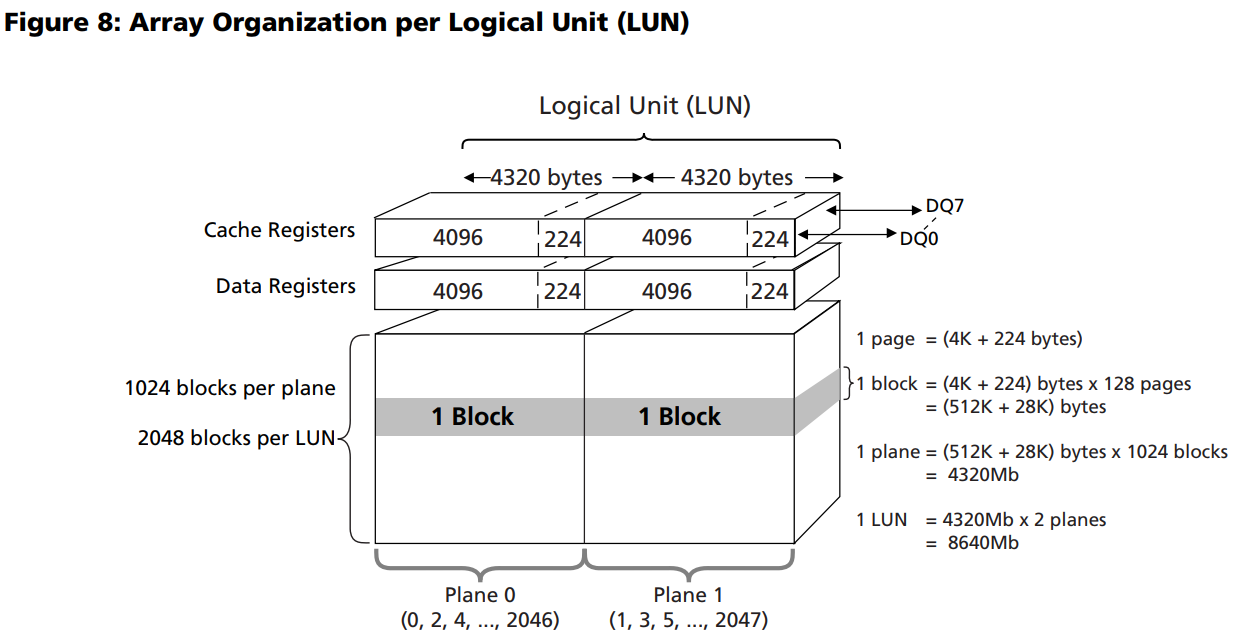 Figure 8: Array Organization per Logical Unit (LUN)
Logical Unit (LUN)
4320 bytes 4320 bytes
Cache Registers 4096 224 4096 224 DQ7
DQ0
Data Registers 4096 224 4096 224
1024 blocks per plane
2048 blocks per LUN
1 Block 1 Block
1 page = (4K + 224 bytes)
1 block = (4K + 224) bytes x 128 pages
= (512K + 28K) bytes
1 plane = (512K + 28K) bytes x 1024 blocks
= 4320Mb
1 LUN = 4320Mb x 2 planes
= 8640Mb
Plane 0
(0, 2, 4, ..., 2046)
Plane 1
(1, 3, 5, ..., 2047)